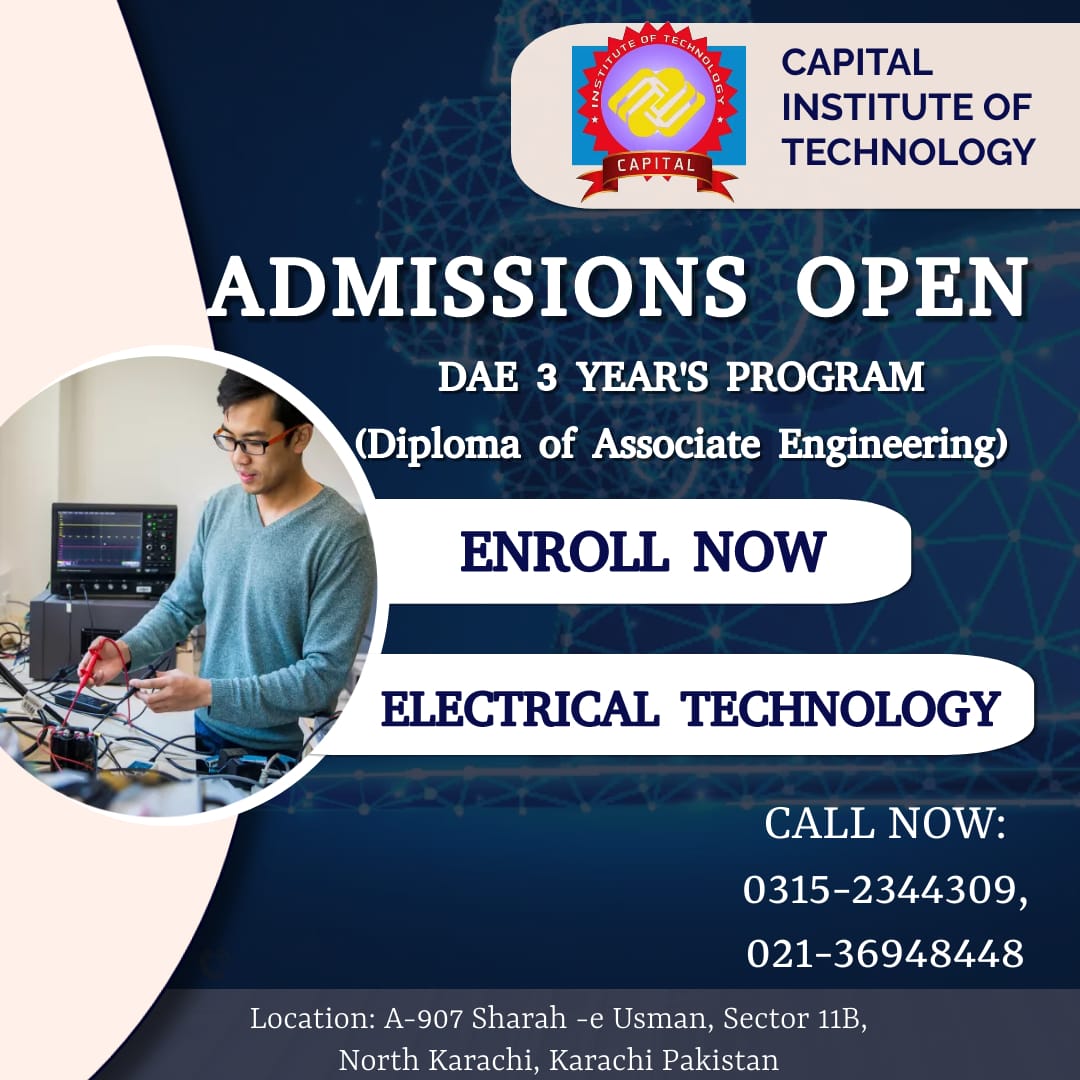 INSTITUTE OF TECHNOLOGY
CAPITAL
CAPITAL
INSTITUTE OF
TECHNOLOGY
ADMISSIONS OPEN
DAE 3 YEAR'S PROGRAM
(Diploma of Associate Engineering)
ENROLL NOW
ELECTRICAL TECHNOLOGY
CALL NOW:
0315-2344309,
021-36948448
Location: A-907 Sharah -e Usman, Sector 11B,
North Karachi, Karachi Pakistan